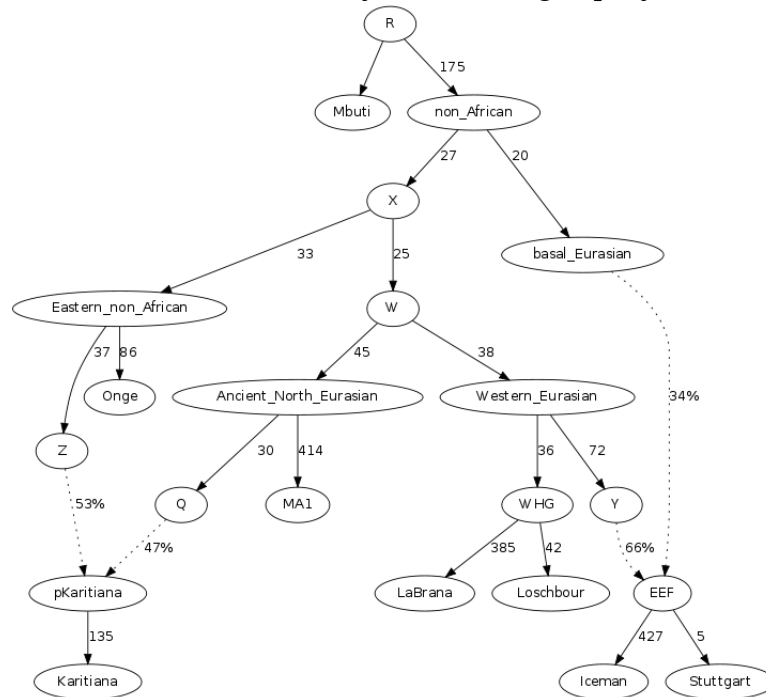 R
175
Mbuti
non_African
27
20
X
33
25
basal_Eurasian
Eastern_non_African
W
37
86
45
38
34%
Onge
Ancient_North_Eurasian
Western_Eurasian
Z
30
414
36
72
53%
Q
MA1
WHG
Y
47%
385
42
66%
pKaritiana
LaBrana
Loschbour
EEF
135
427
5
Karitiana
Iceman
Stuttgart